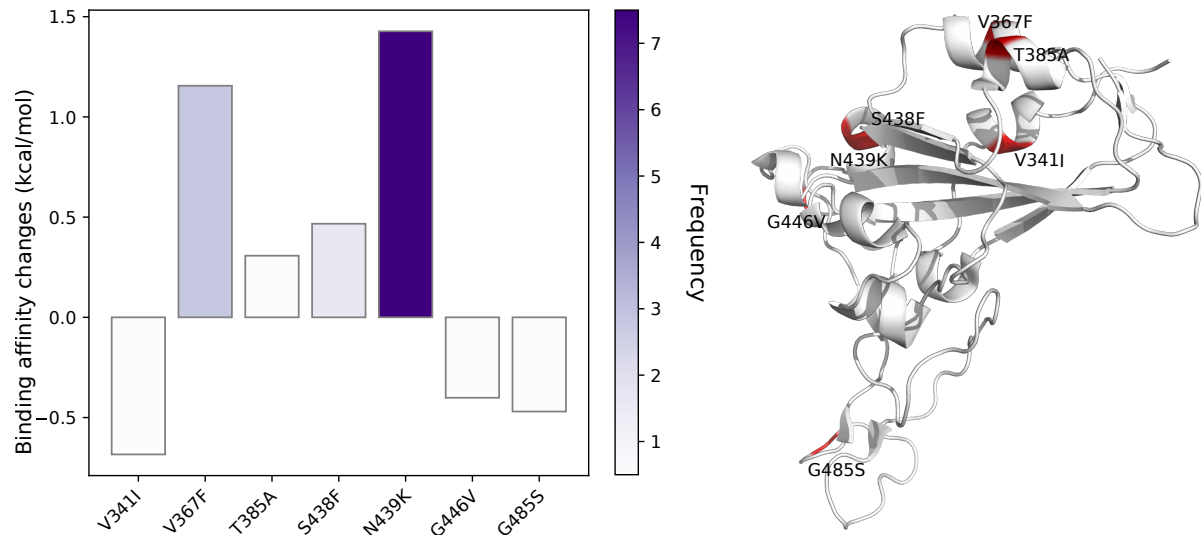 Binding affinity changes (kcal/mol)
1.5
1.0
0.5
0.0
−0.5
V341I
V367F
T385A
S438F
N439K
G446V
G485S
7
6
5
4
3
2
1
Frequency
V367F
T385A
S438F
N439K
V341I
G446V
G485S